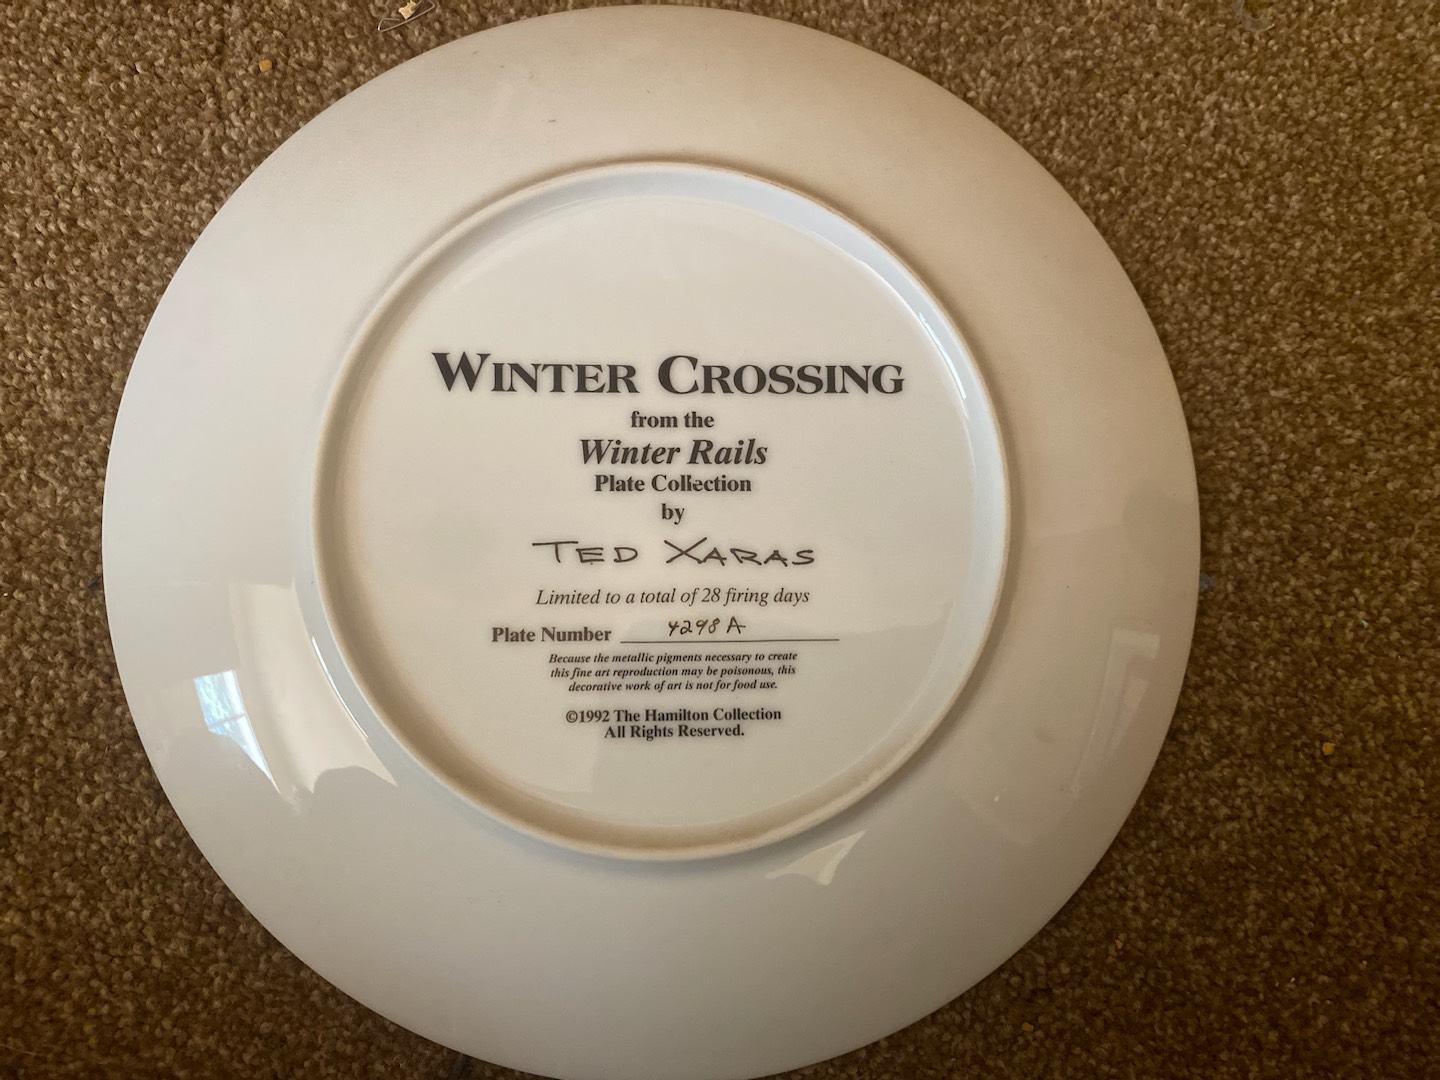 WINTER CROSSING
from the
Winter Rails
Plate Collection
by
TED XARAS
Limited to a total of 28 firing days
Plate Number 4298A
Because the metallic pigments necessary to create
this fine art reproduction may be poisonous, this
decorative work of art is not for food use.
©1992 The Hamilton Collection
All Rights Reserved.